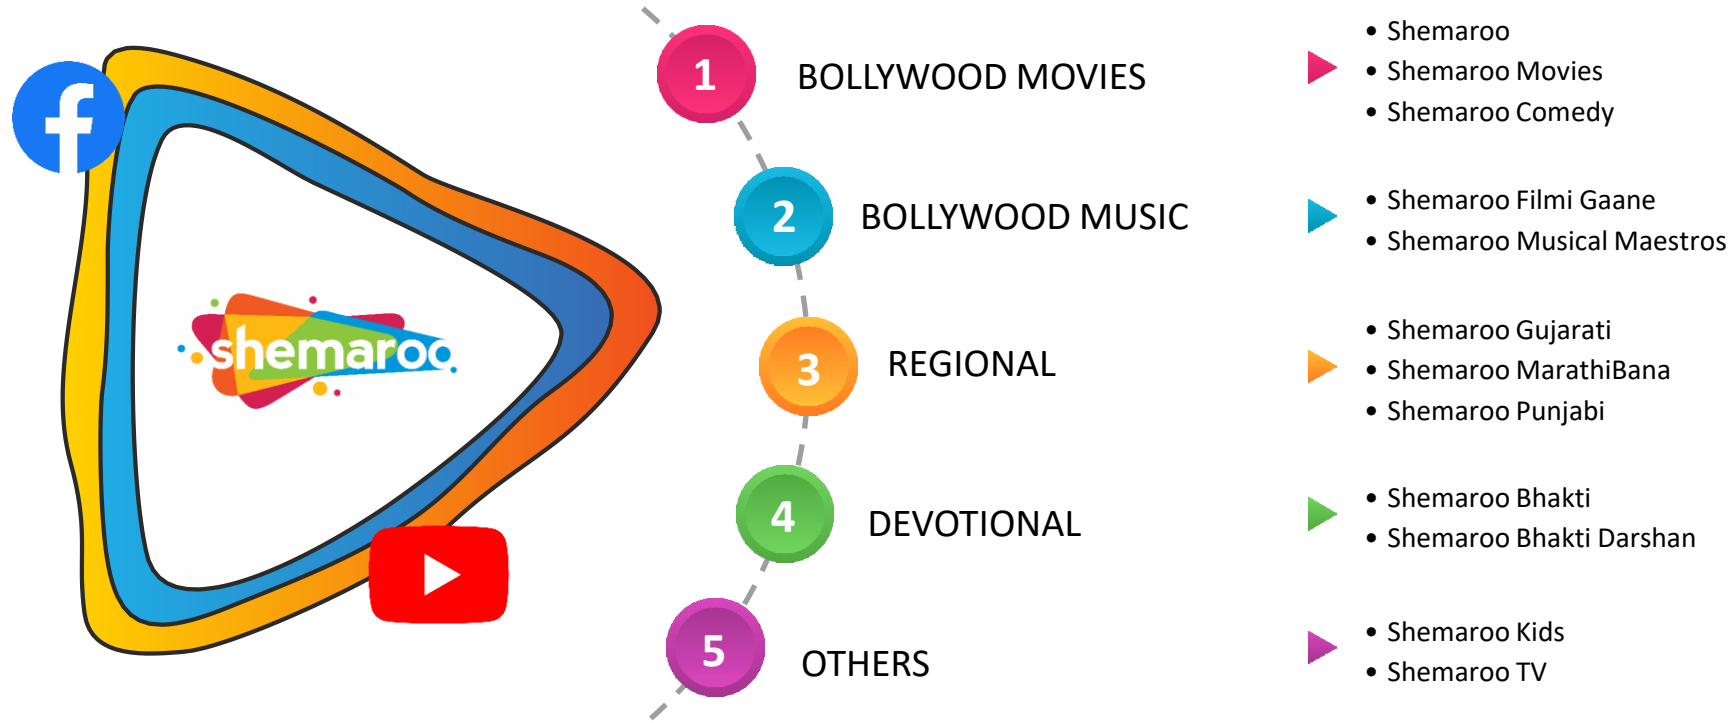 shemaroo
1
BOLLYWOOD MOVIES
• Shemaroo
• Shemaroo Movies
• Shemaroo Comedy
2
BOLLYWOOD MUSIC
• Shemaroo Filmi Gaane
• Shemaroo Musical Maestros
3
REGIONAL
• Shemaroo Gujarati
• Shemaroo MarathiBana
• Shemaroo Punjabi
4
DEVOTIONAL
• Shemaroo Bhakti
• Shemaroo Bhakti Darshan
5
OTHERS
• Shemaroo Kids
• Shemaroo TV